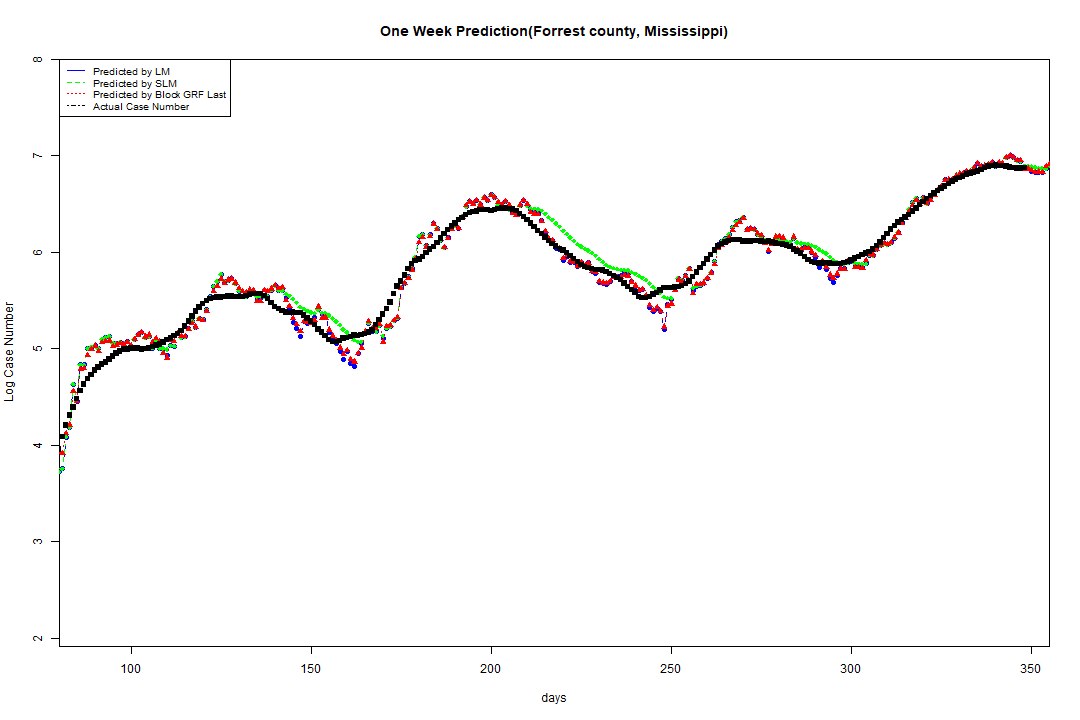 One Week Prediction(Forrest county, Mississippi)
8
Predicted by LM
Predicted by SLM
Predicted by Block GRF Last
Actual Case Number
7
6
5
4
3
2
Log Case Number
100 150 200 250 300 350
days